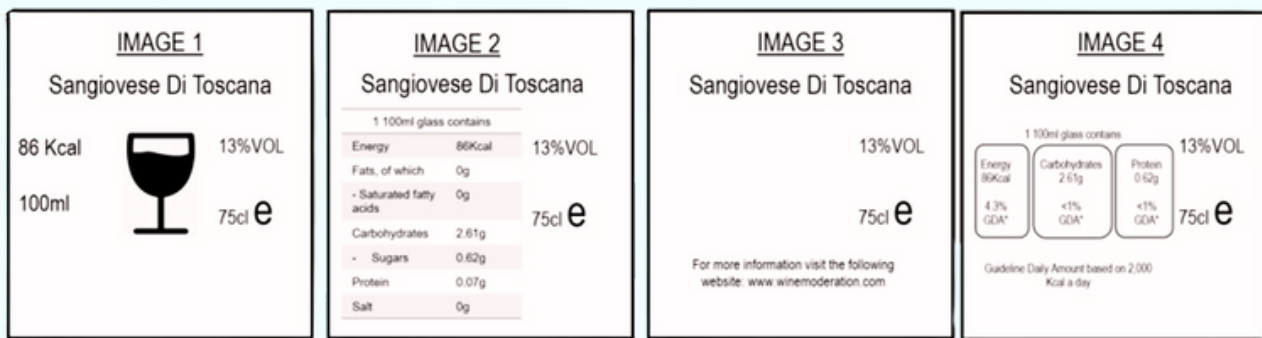 IMAGE 1
Sangiovese Di Toscana
86 Kcal
13%VOL
100ml
75cl e
IMAGE 2
Sangiovese Di Toscana
1 100ml glass contains
Energy 86Kcal
Fats, of which 0g
- Saturated fatty 0g
acids
Carbohydrates 2.61g
- Sugars 0.62g
Protein 0.07g
Salt 0g
13%VOL
75cl e
IMAGE 3
Sangiovese Di Toscana
13%VOL
75cl e
For more information visit the following
website: www.winemoderation.com
IMAGE 4
Sangiovese Di Toscana
1 100ml glass contains
Energy
86Kcal
4.3%
GDA*
Carbohydrates
2.61g
<1%
GDA*
Protein
0.62g
<1%
GDA*
13%VOL
75cl e
Guideline Daily Amount based on 2,000
Kcal a day